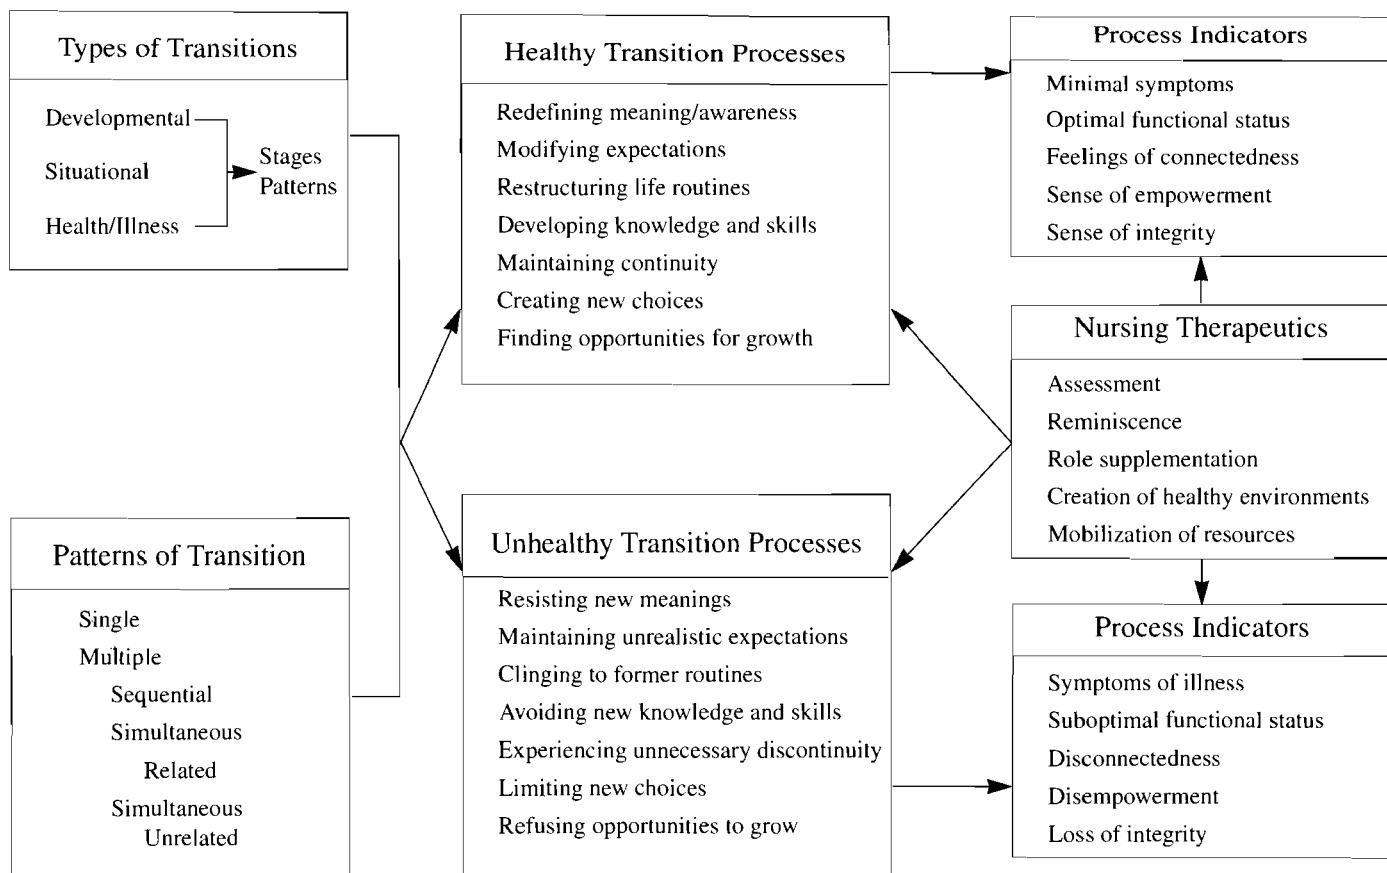 Types of Transitions
Developmental
Situational
Health/Illness
Stages
Patterns
Patterns of Transition
Single
Multiple
Sequential
Simultaneous
Related
Simultaneous
Unrelated
Healthy Transition Processes
Redefining meaning/awareness
Modifying expectations
Restructuring life routines
Developing knowledge and skills
Maintaining continuity
Creating new choices
Finding opportunities for growth
Unhealthy Transition Processes
Resisting new meanings
Maintaining unrealistic expectations
Clinging to former routines
Avoiding new knowledge and skills
Experiencing unnecessary discontinuity
Limiting new choices
Refusing opportunities to grow
Process Indicators
Minimal symptoms
Optimal functional status
Feelings of connectedness
Sense of empowerment
Sense of integrity
Nursing Therapeutics
Assessment
Reminiscence
Role supplementation
Creation of healthy environments
Mobilization of resources
Process Indicators
Symptoms of illness
Suboptimal functional status
Disconnectedness
Disempowerment
Loss of integrity